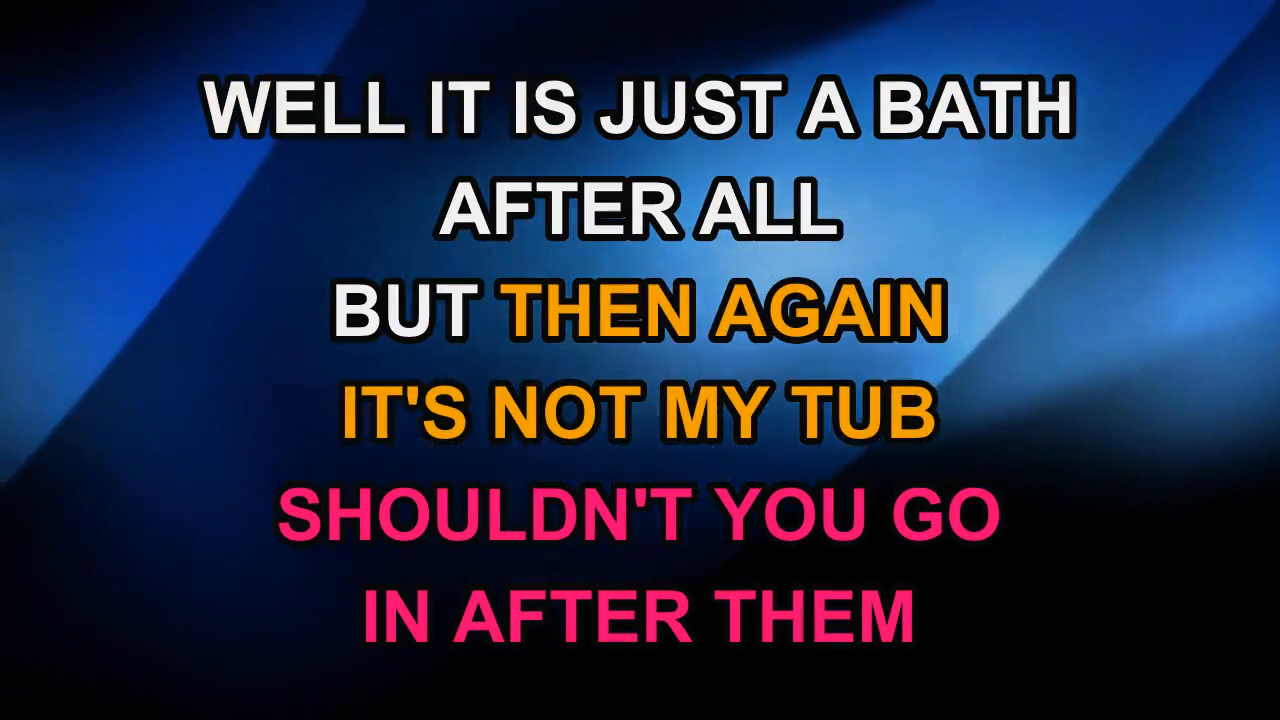 WELL IT IS JUST A BATH
AFTER ALL
BUT THEN AGAIN
IT'S NOT MY TUB
SHOULDN'T YOU GO
IN AFTER THEM